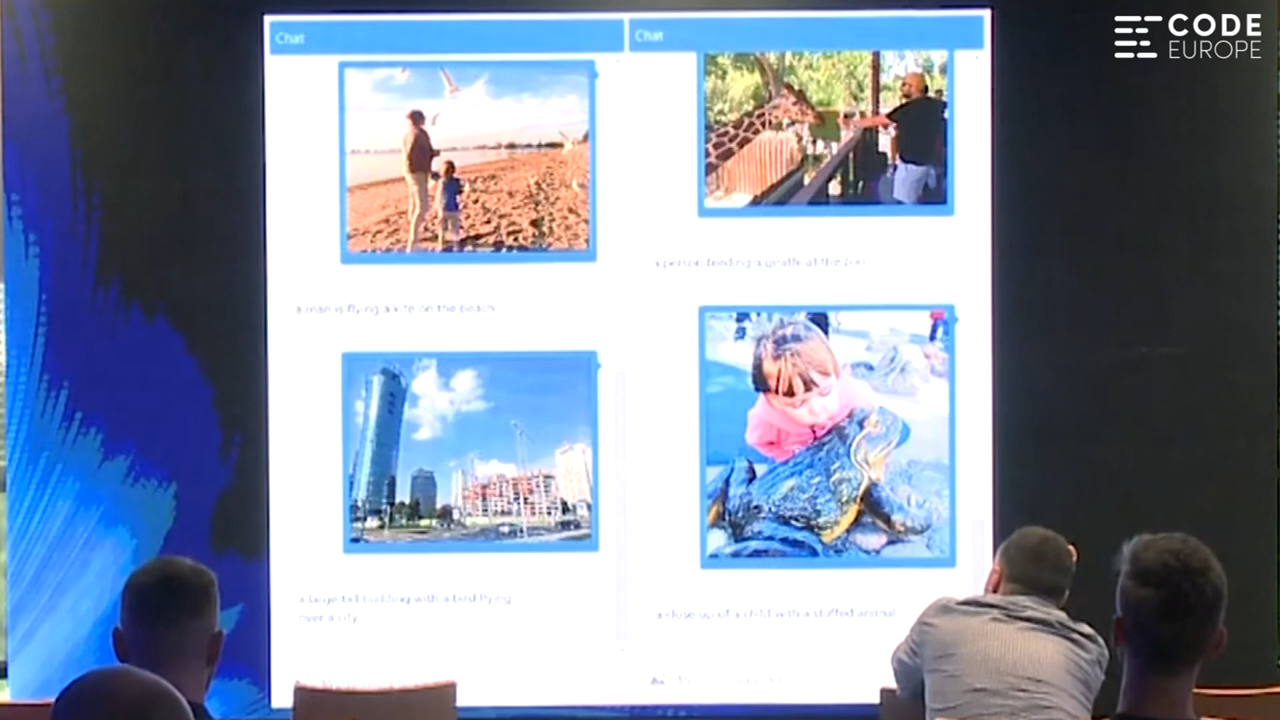 CODE
EUROPE
Chat
a man is flying a kite on the beach
a large tall building with a bird flying
over a city
Chat
a person feeding a giraffe at the zoo
a close up of a child with a stuffed animal